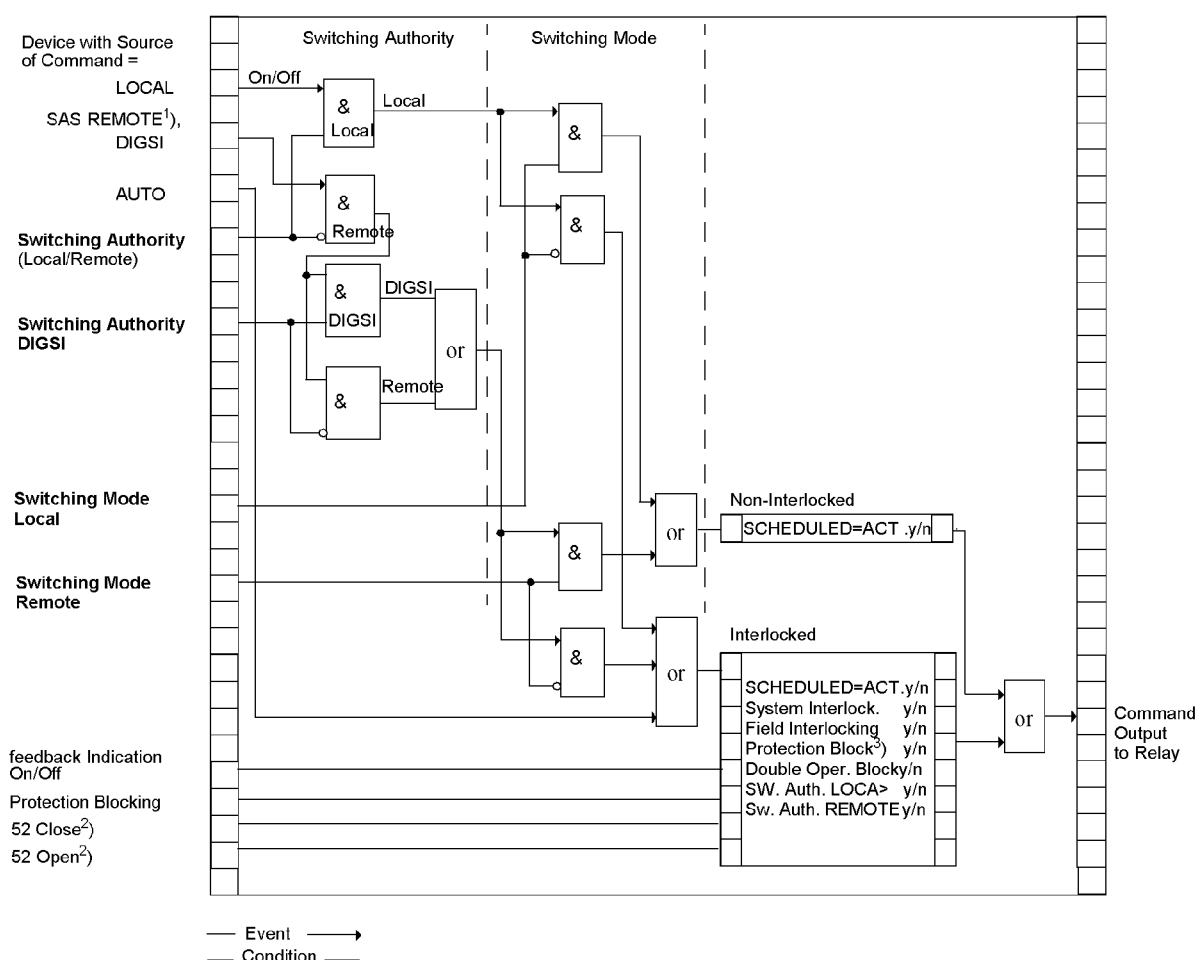 Switching Authority
Switching Mode
Device with Source
of Command =
LOCAL
On/Off
&
Local
Local
SAS REMOTE1),
DIGSI
&
AUTO
&
Remote
&
Switching Authority
(Local/Remote)
&
DIGSI
DIGSI
Switching Authority
DIGSI
or
&
Remote
Switching Mode
Local
Non-Interlocked
or
SCHEDULED=ACT .y/n
&
Switching Mode
Remote
Interlocked
&
or
SCHEDULED=ACT.y/n
System Interlock. y/n
Field Interlocking y/n
Protection Block3) y/n
Double Oper. Blocky/n
SW. Auth. LOCA> y/n
Sw. Auth. REMOTEy/n
or
Command
Output
to Relay
feedback Indication
On/Off
Protection Blocking
52 Close2)
52 Open2)
Event
Condition